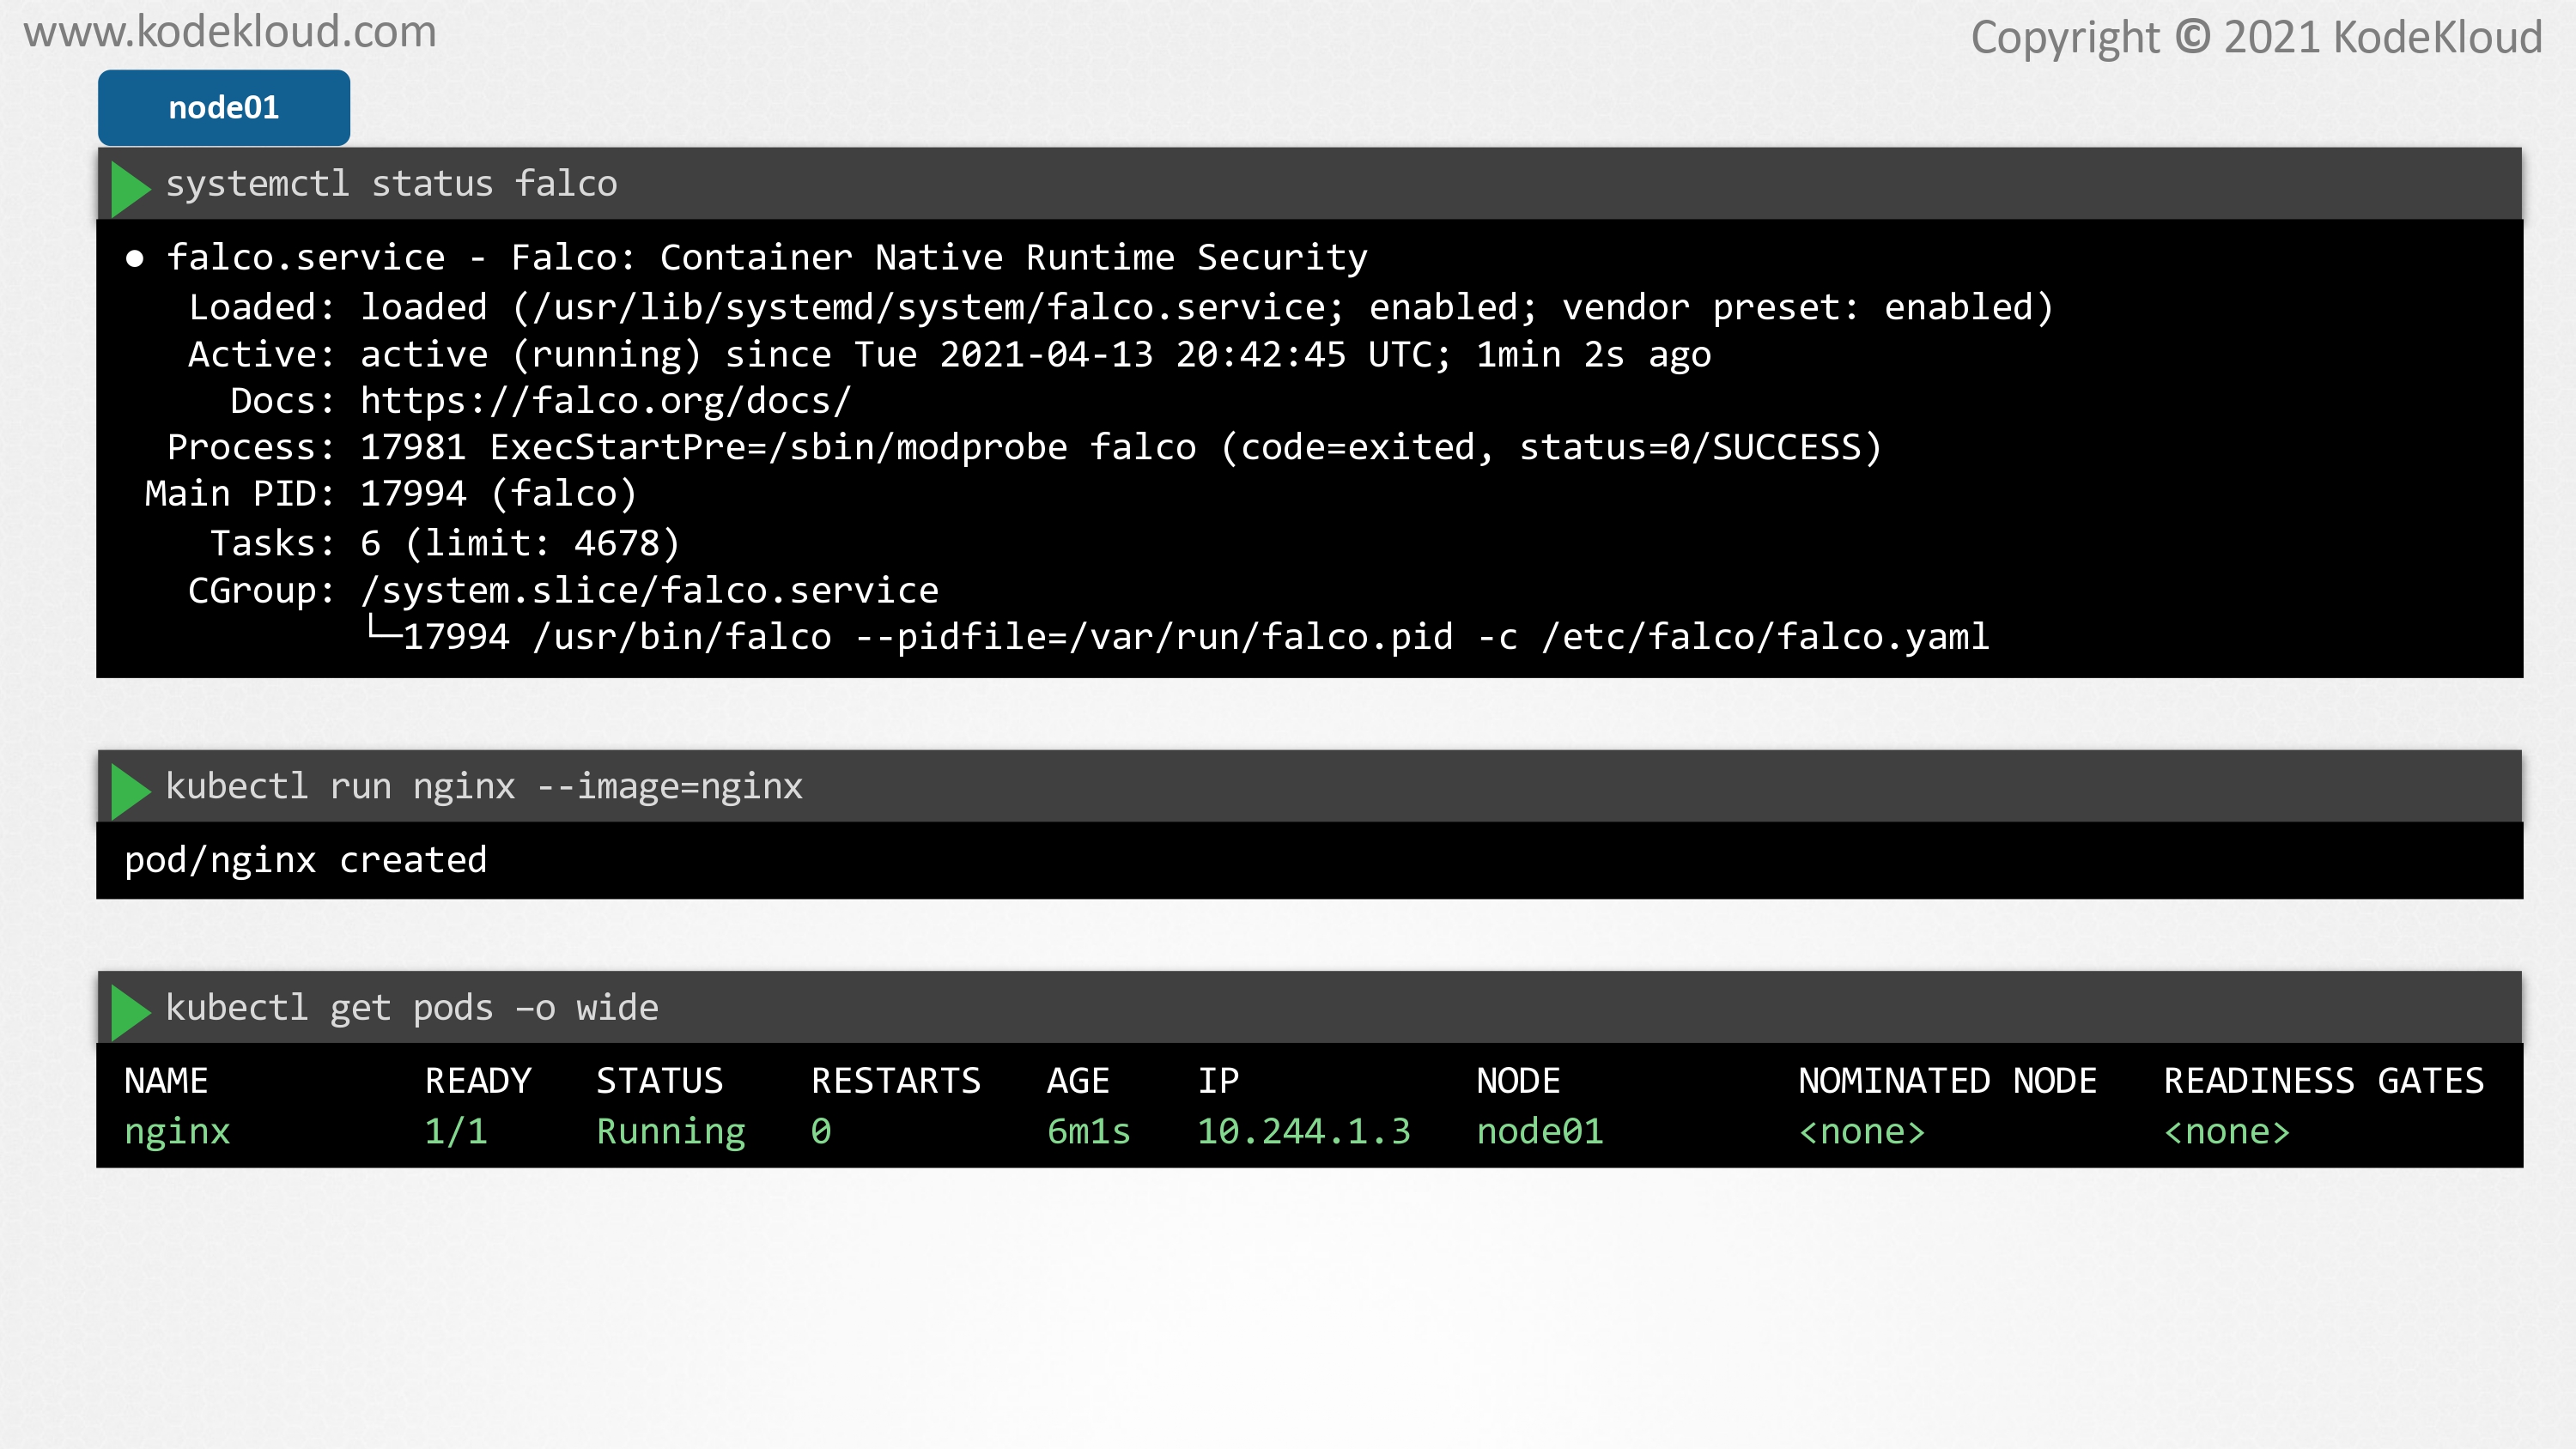 www.kodekloud.com
Copyright © 2021 KodeKloud
node01
systemctl status falco
● falco.service - Falco: Container Native Runtime Security
Loaded: loaded (/usr/lib/systemd/system/falco.service; enabled; vendor preset: enabled)
Active: active (running) since Tue 2021-04-13 20:42:45 UTC; 1min 2s ago
Docs: https://falco.org/docs/
Process: 17981 ExecStartPre=/sbin/modprobe falco (code=exited, status=0/SUCCESS)
Main PID: 17994 (falco)
Tasks: 6 (limit: 4678)
CGroup: /system.slice/falco.service
└─17994 /usr/bin/falco --pidfile=/var/run/falco.pid -c /etc/falco/falco.yaml
kubectl run nginx --image=nginx
pod/nginx created
kubectl get pods –o wide
NAME READY STATUS RESTARTS AGE IP NODE NOMINATED NODE READINESS GATES
nginx 1/1 Running 0 6m1s 10.244.1.3 node01 <none> <none>